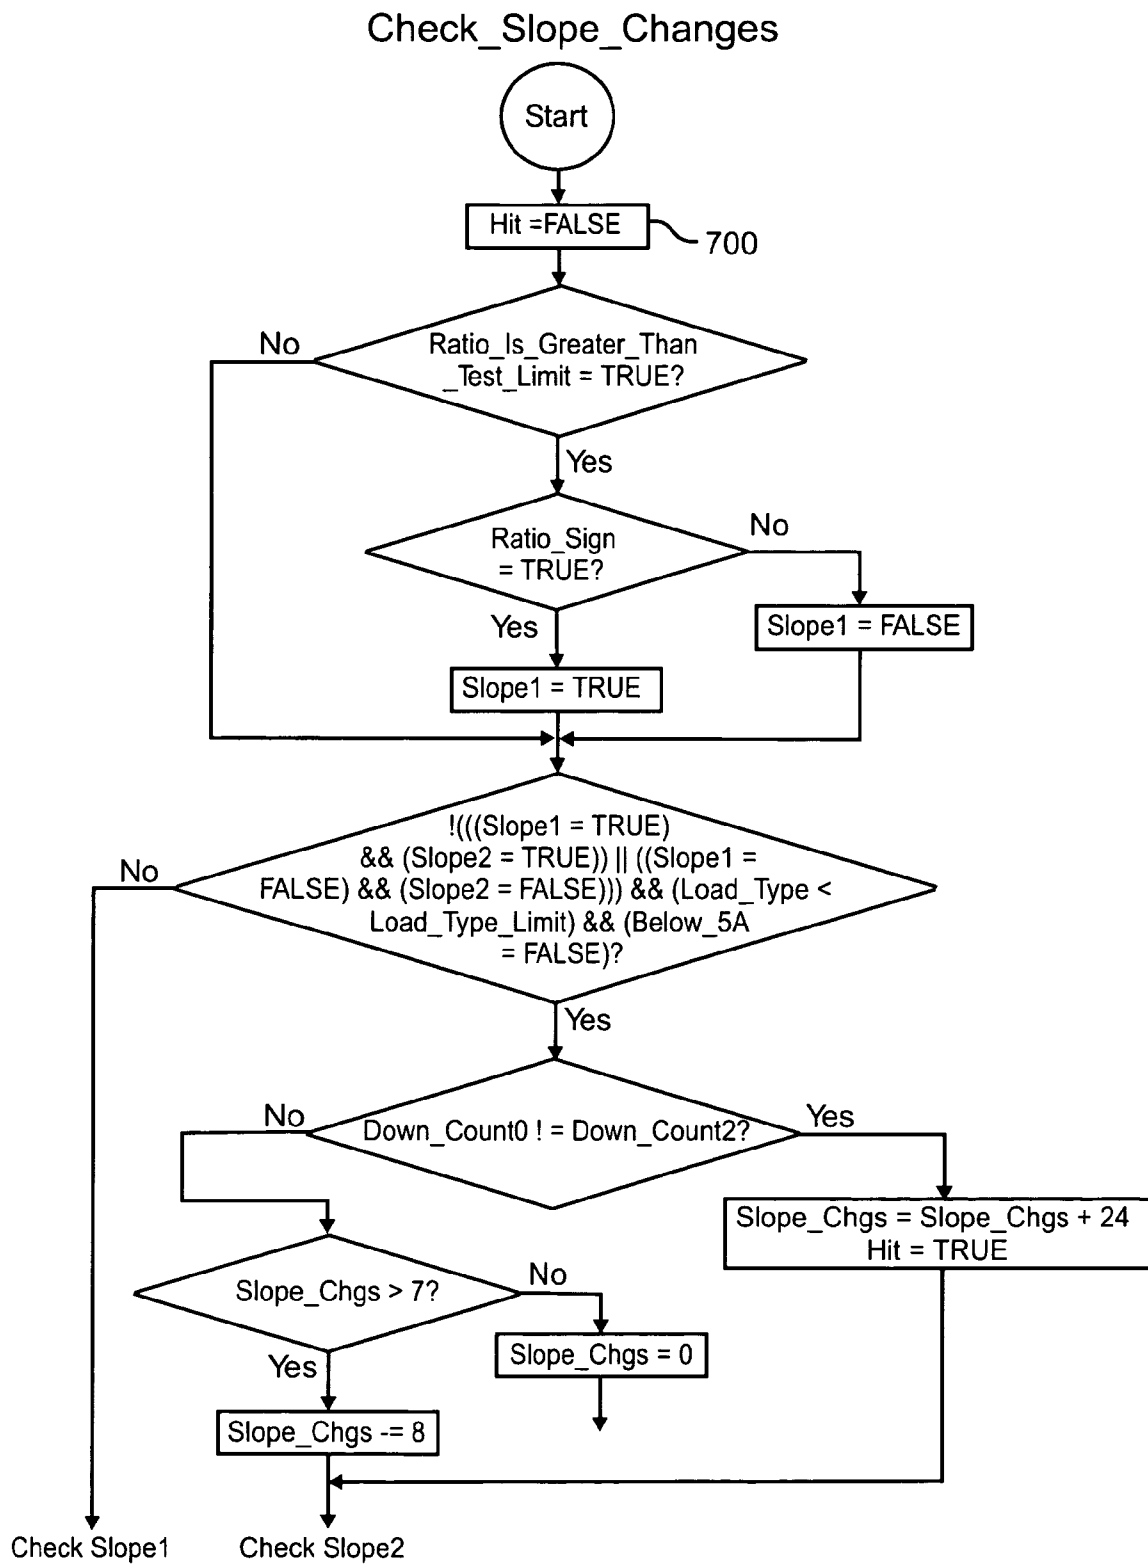 Check_Slope_Changes
Start
Hit =FALSE
700
No
Ratio_Is_Greater_Than
_Test_Limit = TRUE?
Yes
Ratio_Sign
= TRUE?
No
Slope1 = FALSE
Yes
Slope1 = TRUE
!(((Slope1 = TRUE)
&& (Slope2 = TRUE)) || ((Slope1 =
FALSE) && (Slope2 = FALSE))) && (Load_Type <
Load_Type_Limit) && (Below_5A
= FALSE)?
No
Yes
No
Down_Count0 ! = Down_Count2?
Yes
Slope_Chgs = Slope_Chgs + 24
Hit = TRUE
Slope_Chgs > 7?
No
Slope_Chgs = 0
Yes
Slope_Chgs -= 8
Check Slope1
Check Slope2